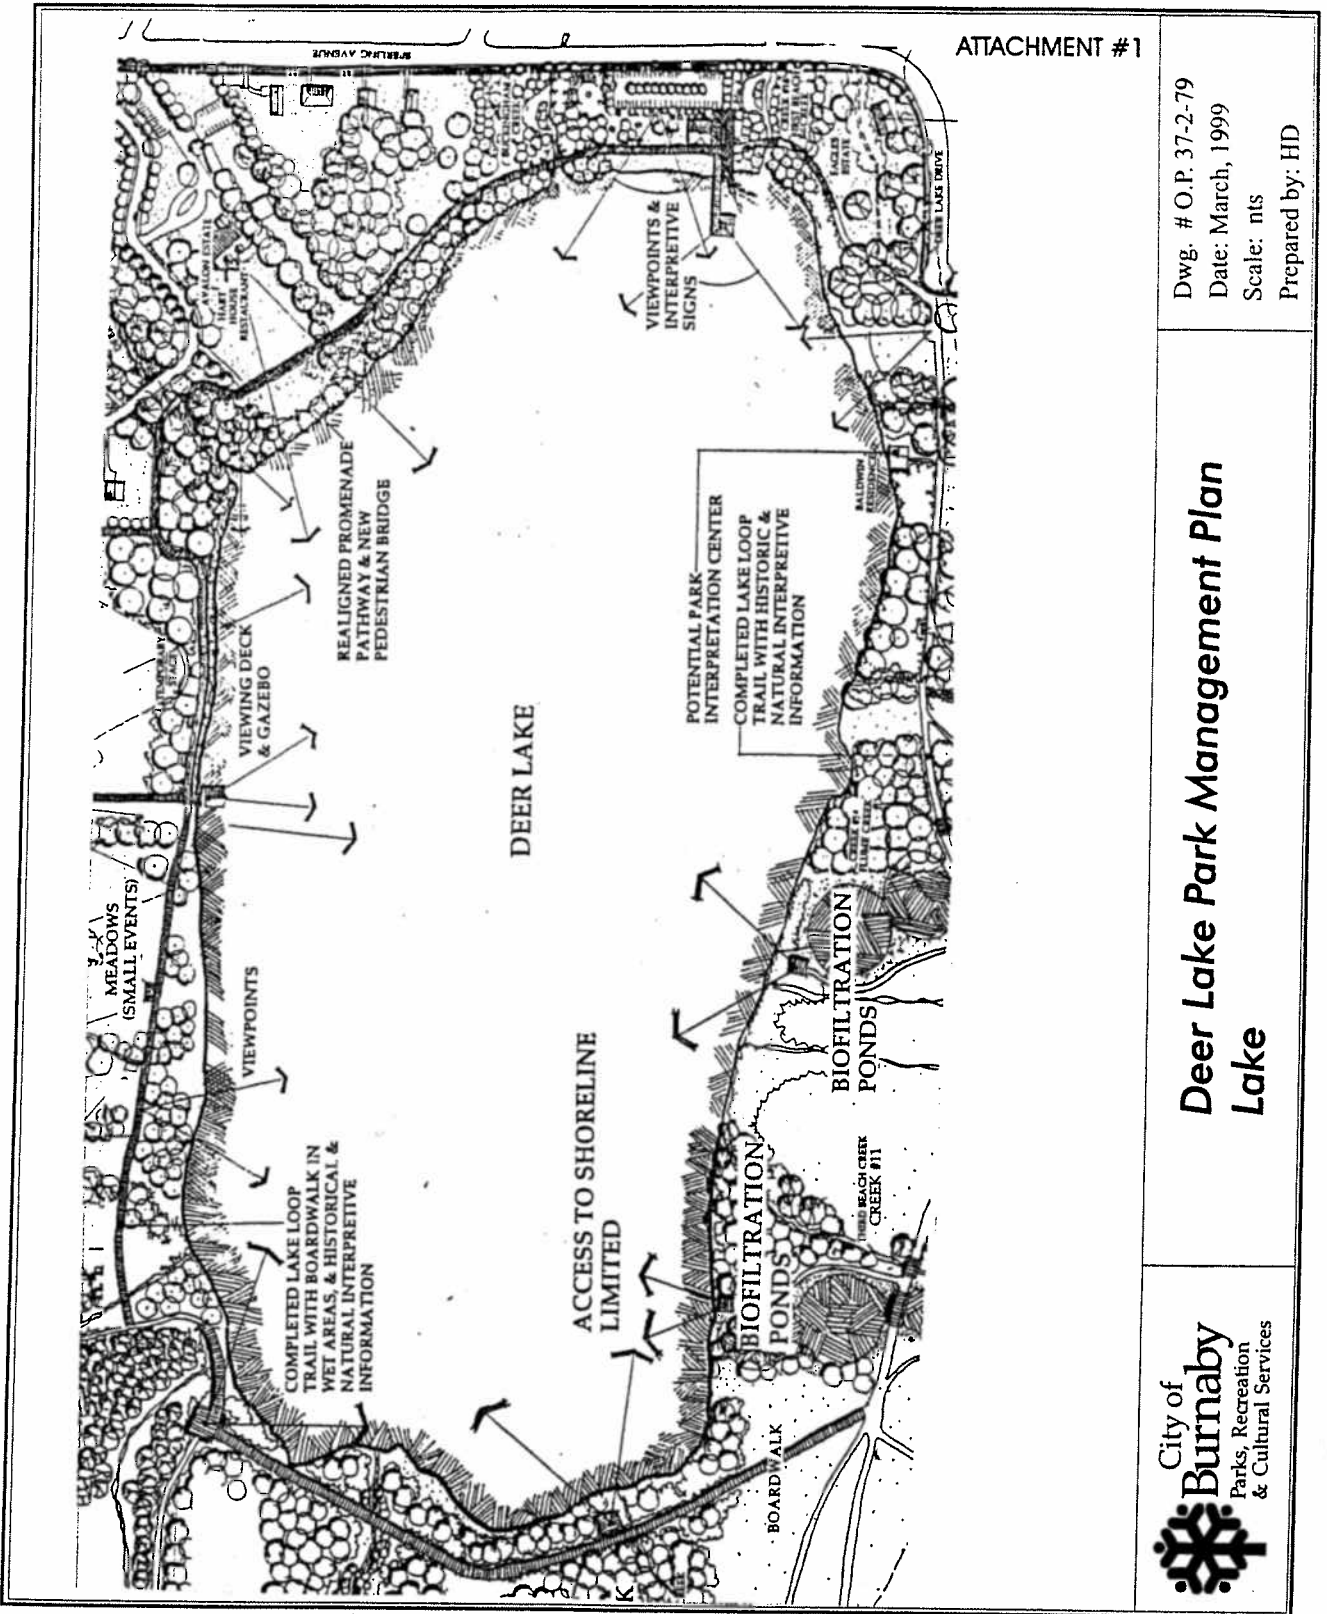 ATTACHMENT #1
SPERLING AVENUE
AVALON ESTATE
HART
HOUSE
RESTAURANT
EAGLES
ESTATE
DEER LAKE DRIVE
VIEWPOINTS &
INTERPRETIVE
SIGNS
REALIGNED PROMENADE
PATHWAY & NEW
PEDESTRIAN BRIDGE
BALDWIN
RESIDENCE
POTENTIAL PARK
INTERPRETATION CENTER
COMPLETED LAKE LOOP
TRAIL WITH HISTORIC &
NATURAL INTERPRETIVE
INFORMATION
TEMPORARY
STAGE
VIEWING DECK
& GAZEBO
DEER LAKE
MEADOWS
(SMALL EVENTS)
VIEWPOINTS
BIOFILTRATION
PONDS
ACCESS TO SHORELINE
LIMITED
COMPLETED LAKE LOOP
TRAIL WITH BOARDWALK IN
WET AREAS, & HISTORICAL &
NATURAL INTERPRETIVE
INFORMATION
BIOFILTRATION
PONDS
THIRD BEACH CREEK
CREEK #11
BOARDWALK
K
City of
Burnaby
Parks, Recreation
& Cultural Services
Deer Lake Park Management Plan
Lake
Dwg. # O.P. 37-2-79
Date: March, 1999
Scale: nts
Prepared by: HD